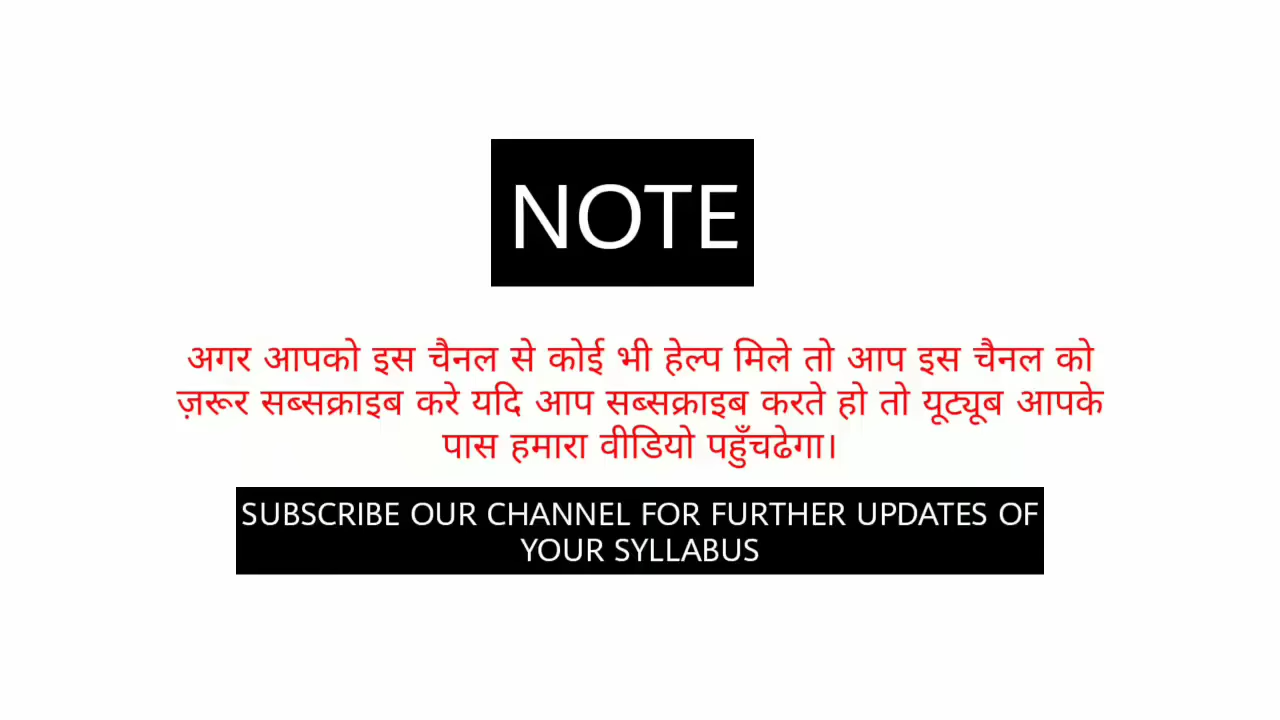 NOTE
अगर आपको इस चैनल से कोई भी हेल्प मिले तो आप इस चैनल को
ज़रूर सब्सक्राइब करे यदि आप सब्सक्राइब करते हो तो यूट्यूब आपके
पास हमारा वीडियो पहुँचढेगा।
SUBSCRIBE OUR CHANNEL FOR FURTHER UPDATES OF
YOUR SYLLABUS